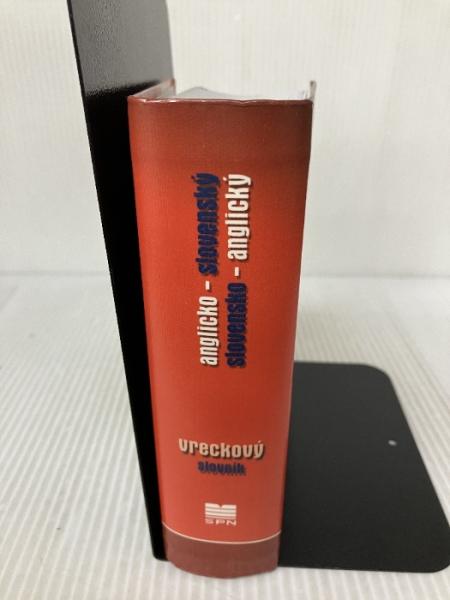 anglicko - slovenský
slovensko - anglický
vreckový
slovník
SPN